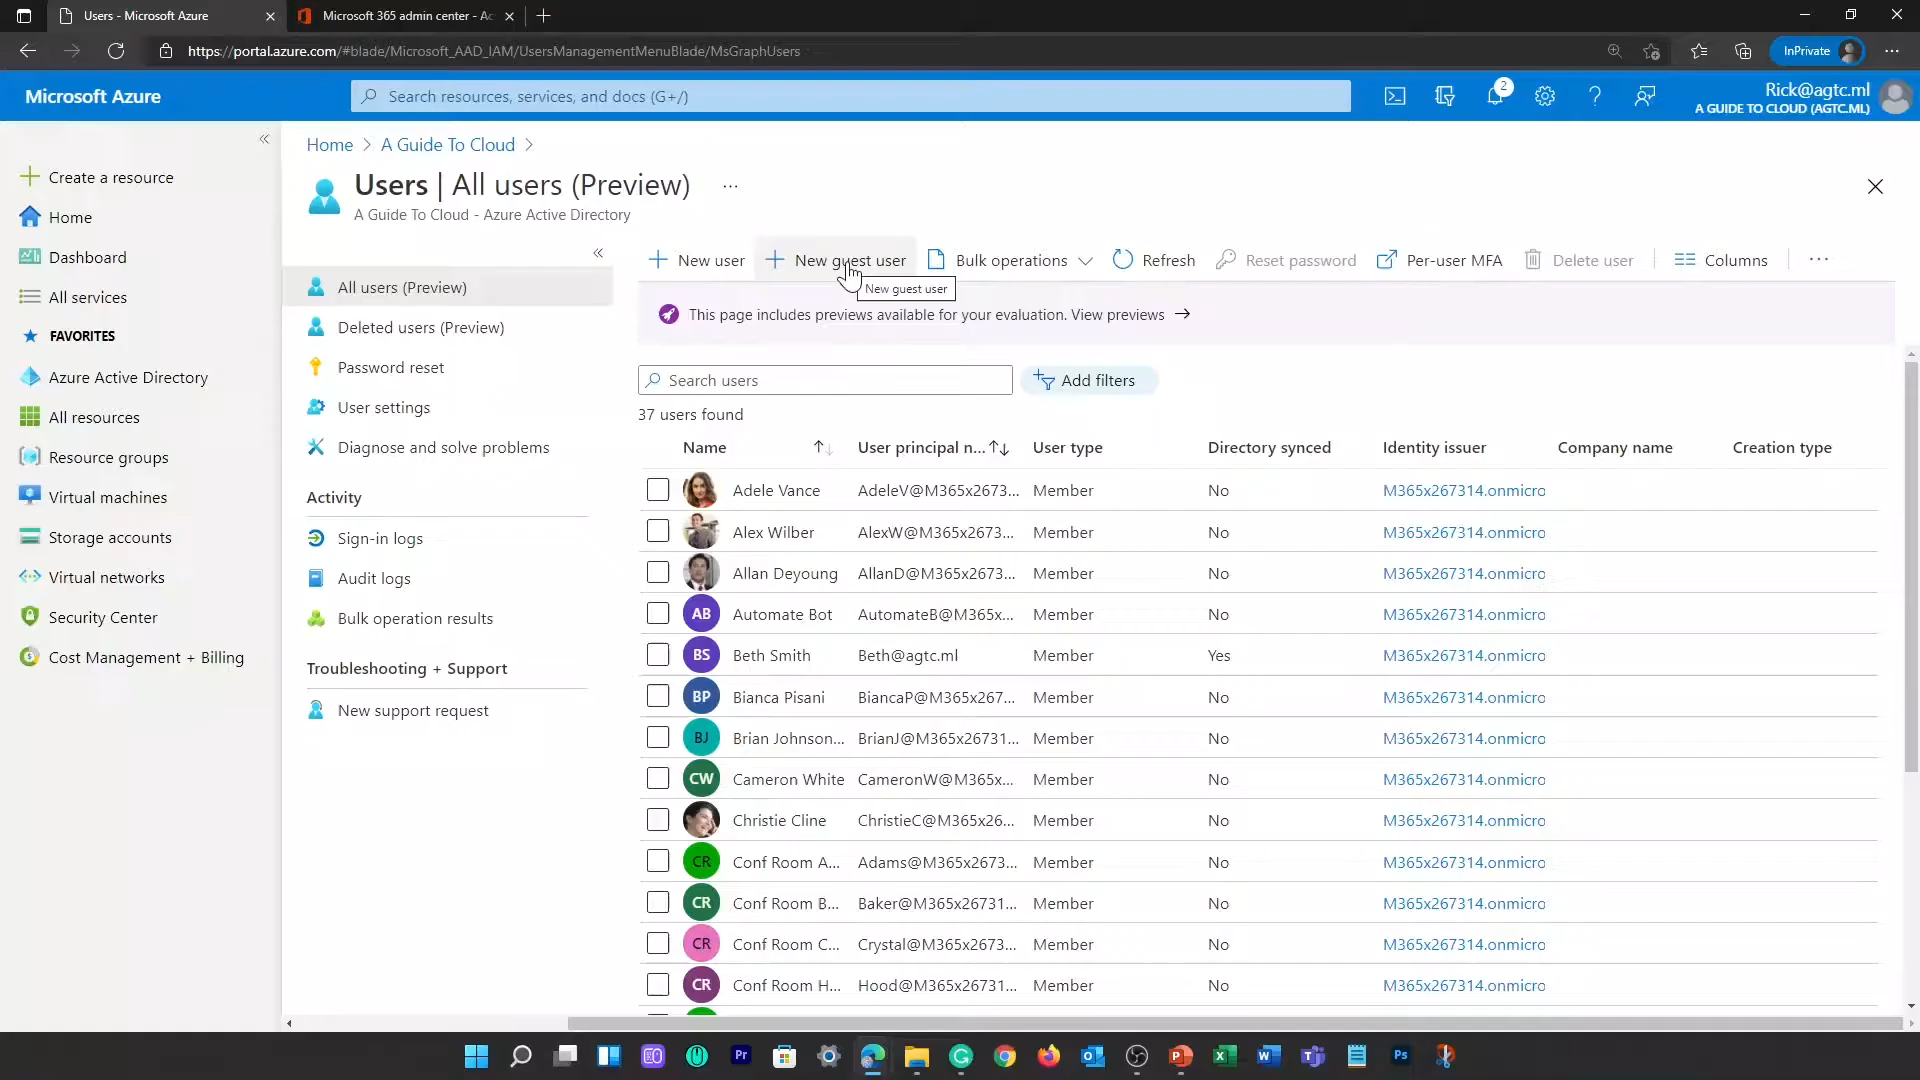 Users - Microsoft Azure
Microsoft 365 admin center - Ac
https://portal.azure.com/#blade/Microsoft_AAD_IAM/UsersManagementMenuBlade/MsGraphUsers
InPrivate
Microsoft Azure
Search resources, services, and docs (G+/)
2
Rick@agtc.ml
A GUIDE TO CLOUD (AGTC.ML)
Create a resource
Home
Dashboard
All services
FAVORITES
Azure Active Directory
All resources
Resource groups
Virtual machines
Storage accounts
Virtual networks
Security Center
Cost Management + Billing
Home > A Guide To Cloud >
Users | All users (Preview) ...
A Guide To Cloud - Azure Active Directory
All users (Preview)
Deleted users (Preview)
Password reset
User settings
Diagnose and solve problems
Activity
Sign-in logs
Audit logs
Bulk operation results
Troubleshooting + Support
New support request
New user New guest user Bulk operations Refresh Reset password Per-user MFA Delete user Columns ...
New guest user
This page includes previews available for your evaluation. View previews →
Search users
Add filters
37 users found
Name User principal n... User type Directory synced Identity issuer Company name Creation type
Adele Vance AdeleV@M365x2673... Member No M365x267314.onmicro
Alex Wilber AlexW@M365x2673... Member No M365x267314.onmicro
Allan Deyoung AllanD@M365x2673... Member No M365x267314.onmicro
AB Automate Bot AutomateB@M365x... Member No M365x267314.onmicro
BS Beth Smith Beth@agtc.ml Member Yes M365x267314.onmicro
BP Bianca Pisani BiancaP@M365x267... Member No M365x267314.onmicro
BJ Brian Johnson... BrianJ@M365x26731... Member No M365x267314.onmicro
CW Cameron White CameronW@M365x... Member No M365x267314.onmicro
Christie Cline ChristieC@M365x26... Member No M365x267314.onmicro
CR Conf Room A... Adams@M365x2673... Member No M365x267314.onmicro
CR Conf Room B... Baker@M365x26731... Member No M365x267314.onmicro
CR Conf Room C... Crystal@M365x2673... Member No M365x267314.onmicro
CR Conf Room H... Hood@M365x26731... Member No M365x267314.onmicro
Pr
Ps